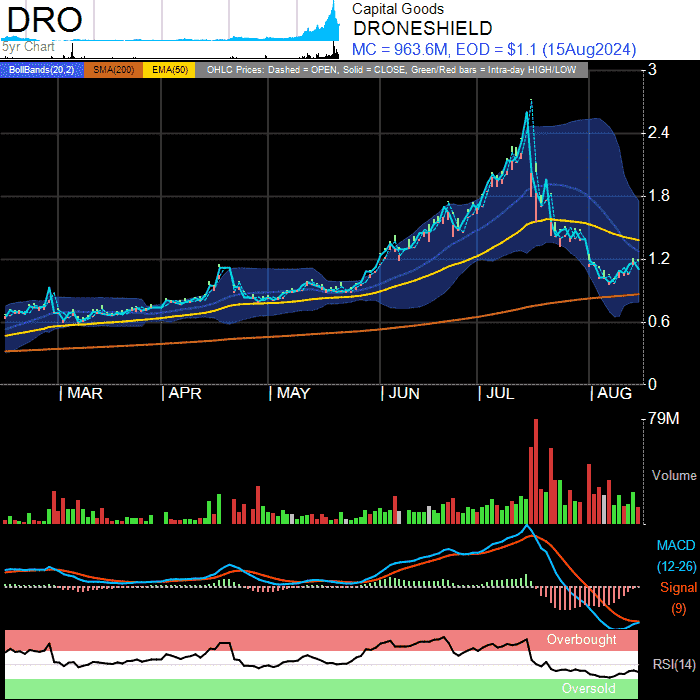 DRO
5yr Chart
Capital Goods
DRONESHIELD
MC = 963.6M, EOD = $1.1 (15Aug2024)
BollBands(20,2) SMA(200) EMA(50) OHLC Prices: Dashed = OPEN, Solid = CLOSE, Green/Red bars = Intra-day HIGH/LOW
3
2.4
1.8
1.2
0.6
0
MAR APR MAY JUN JUL AUG
79M
Volume
MACD
(12-26)
Signal
(9)
Overbought
RSI(14)
Oversold